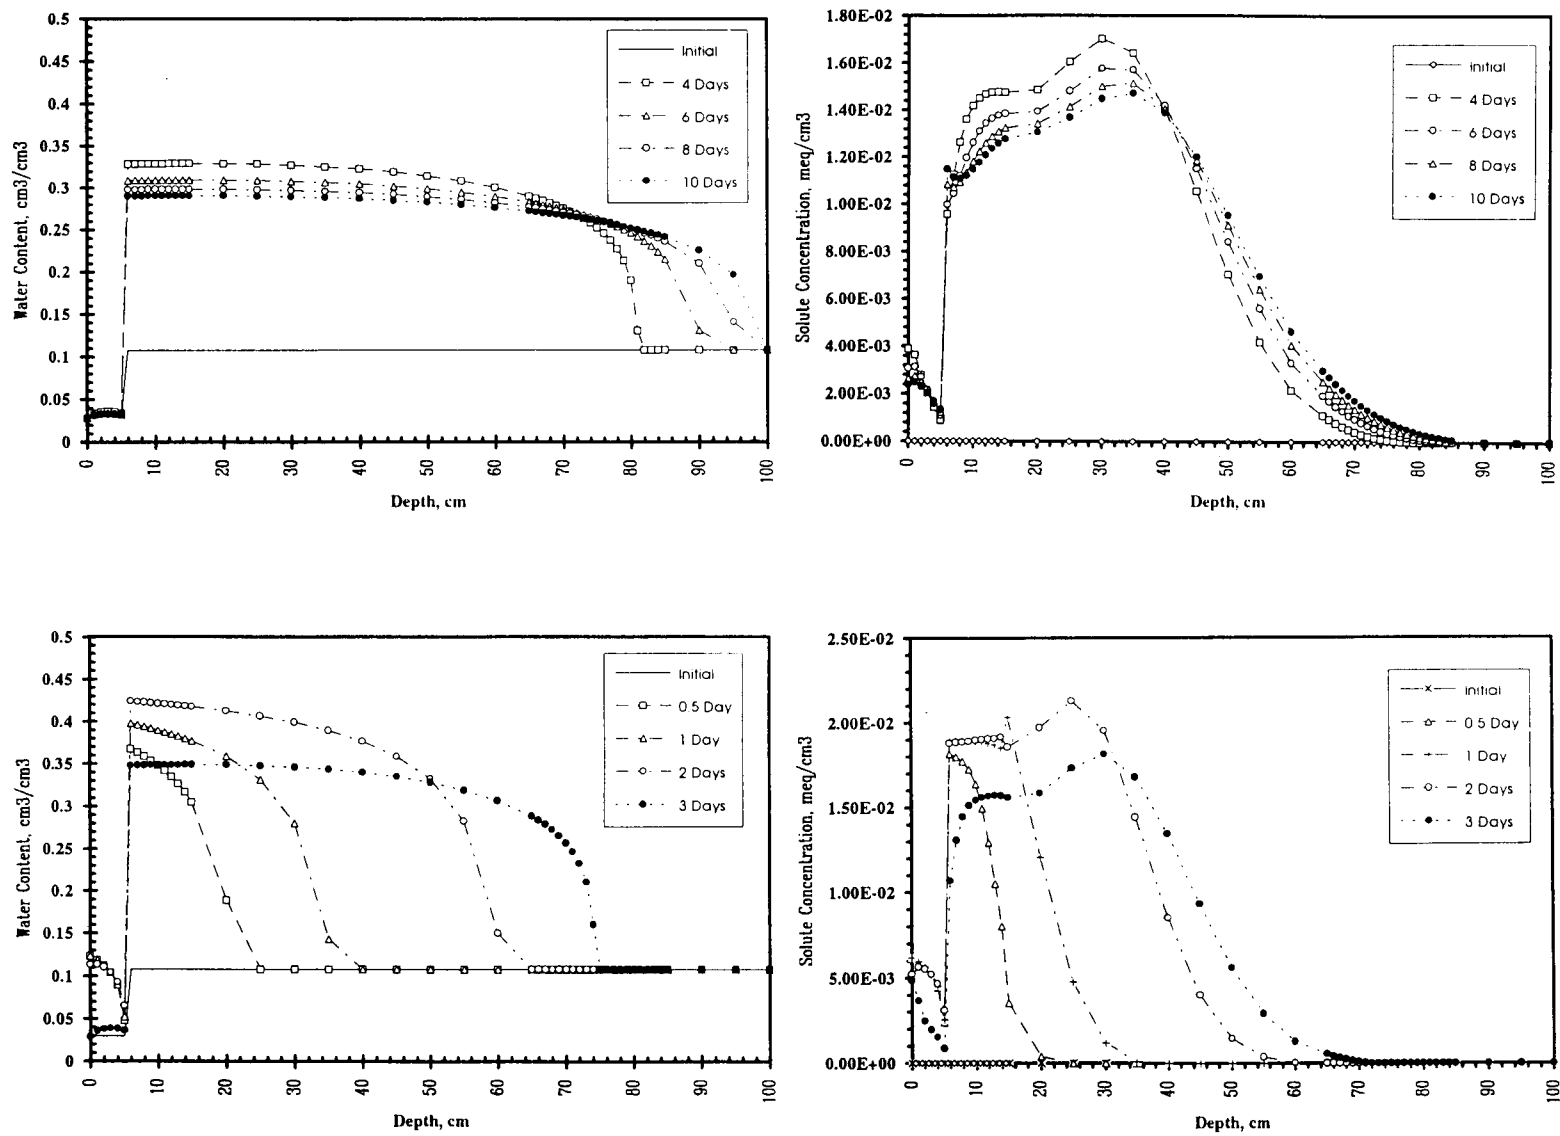 Water Content, cm3/cm3
0.5
0.45
0.4
0.35
0.3
0.25
0.2
0.15
0.1
0.05
0
0 10 20 30 40 50 60 70 80 90 100
Depth, cm
Initial
4 Days
6 Days
8 Days
10 Days
Solute Concentration, meq/cm3
1.80E-02
1.60E-02
1.40E-02
1.20E-02
1.00E-02
8.00E-03
6.00E-03
4.00E-03
2.00E-03
0.00E+00
0 10 20 30 40 50 60 70 80 90 100
Depth, cm
Initial
4 Days
6 Days
8 Days
10 Days
Water Content, cm3/cm3
0.5
0.45
0.4
0.35
0.3
0.25
0.2
0.15
0.1
0.05
0
0 10 20 30 40 50 60 70 80 90 100
Depth, cm
Initial
0.5 Day
1 Day
2 Days
3 Days
Solute Concentration, meq/cm3
2.50E-02
2.00E-02
1.50E-02
1.00E-02
5.00E-03
0.00E+00
0 10 20 30 40 50 60 70 80 90 100
Depth, cm
Initial
0.5 Day
1 Day
2 Days
3 Days